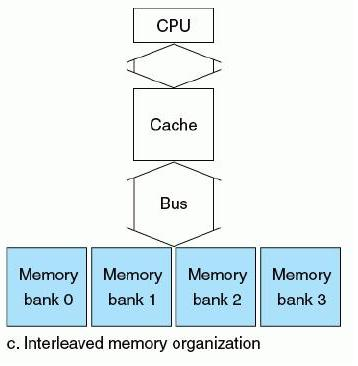 CPU
Cache
Bus
Memory bank 0
Memory bank 1
Memory bank 2
Memory bank 3
c. Interleaved memory organization